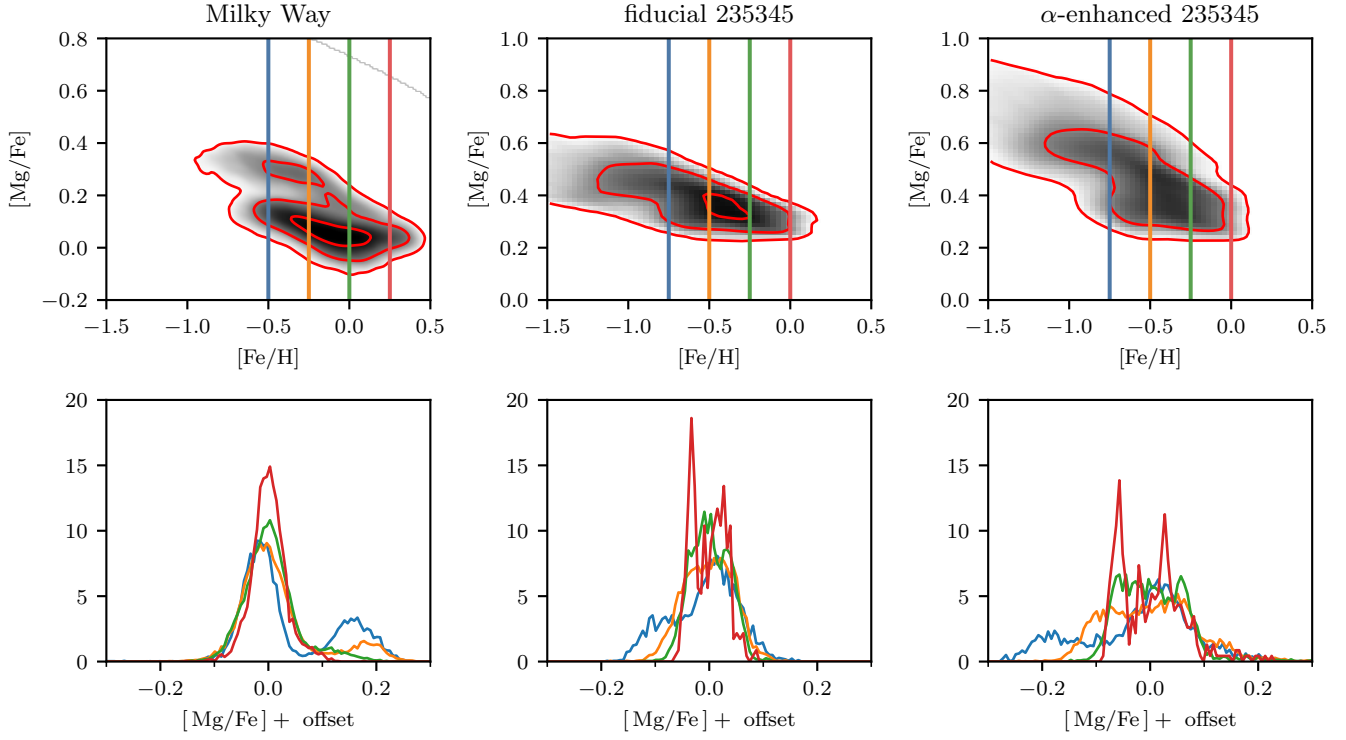 Milky Way
fiducial 235345
α-enhanced 235345
0.8
0.6
0.4
0.2
0.0
−0.2
[Mg/Fe]
−1.5 −1.0 −0.5 0.0 0.5
[Fe/H]
1.0
0.8
0.6
0.4
0.2
0.0
[Mg/Fe]
−1.5 −1.0 −0.5 0.0 0.5
[Fe/H]
1.0
0.8
0.6
0.4
0.2
0.0
[Mg/Fe]
−1.5 −1.0 −0.5 0.0 0.5
[Fe/H]
20
15
10
5
0
−0.2 0.0 0.2
[Mg/Fe] + offset
20
15
10
5
0
−0.2 0.0 0.2
[Mg/Fe] + offset
20
15
10
5
0
−0.2 0.0 0.2
[Mg/Fe] + offset